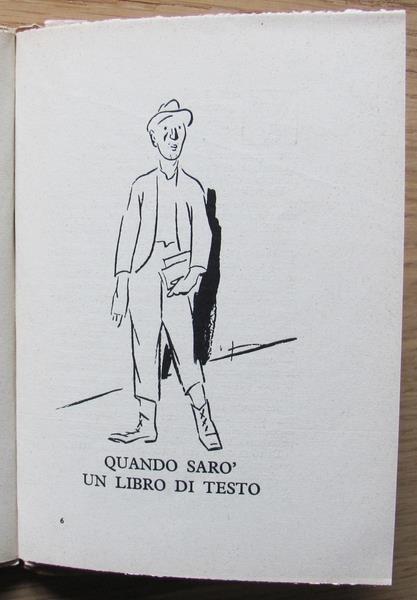 QUANDO SARO'
UN LIBRO DI TESTO
6